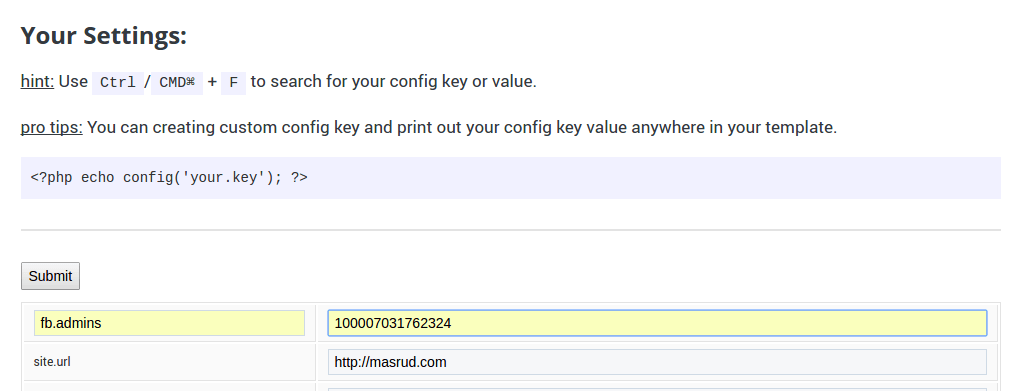 Your Settings:
hint: Use Ctrl / CMD⌘ + F to search for your config key or value.
pro tips: You can creating custom config key and print out your config key value anywhere in your template.
<?php echo config('your.key'); ?>
Submit
fb.admins 100007031762324
site.url http://masrud.com